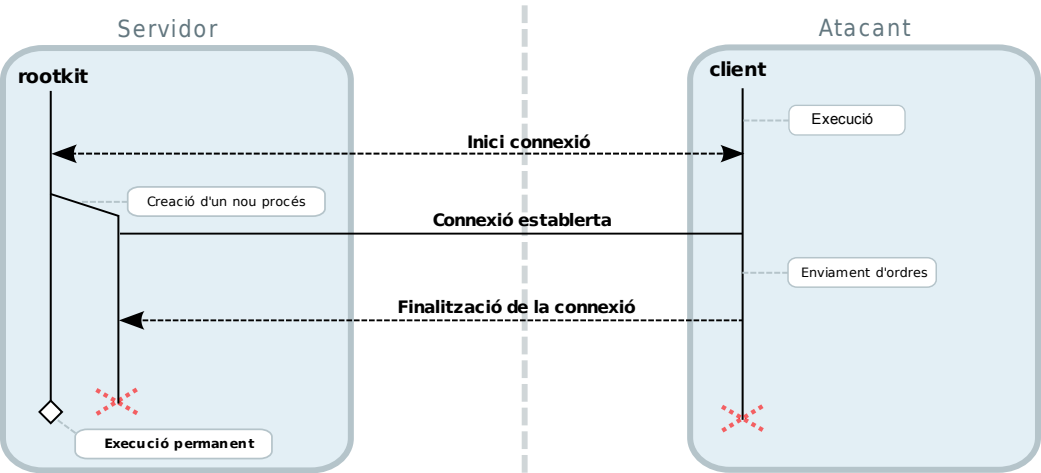 Servidor
Atacant
rootkit
client
Execució
Inici connexió
Creació d'un nou procés
Connexió establerta
Enviament d'ordres
Finalització de la connexió
Execució permanent